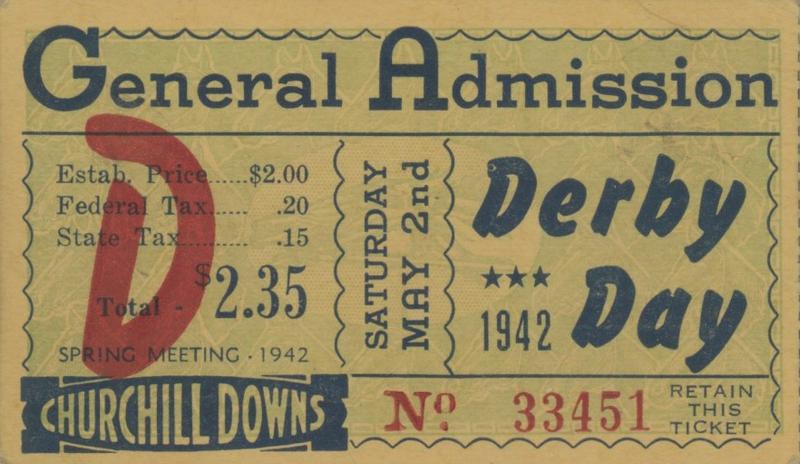 General Admission
D
Estab. Price......$2.00
Federal Tax..... .20
State Tax.......... .15
Total - $2.35
SPRING MEETING · 1942
CHURCHILL DOWNS
SATURDAY
MAY 2nd
Derby
Day
★★★
1942
No. 33451
RETAIN
THIS
TICKET